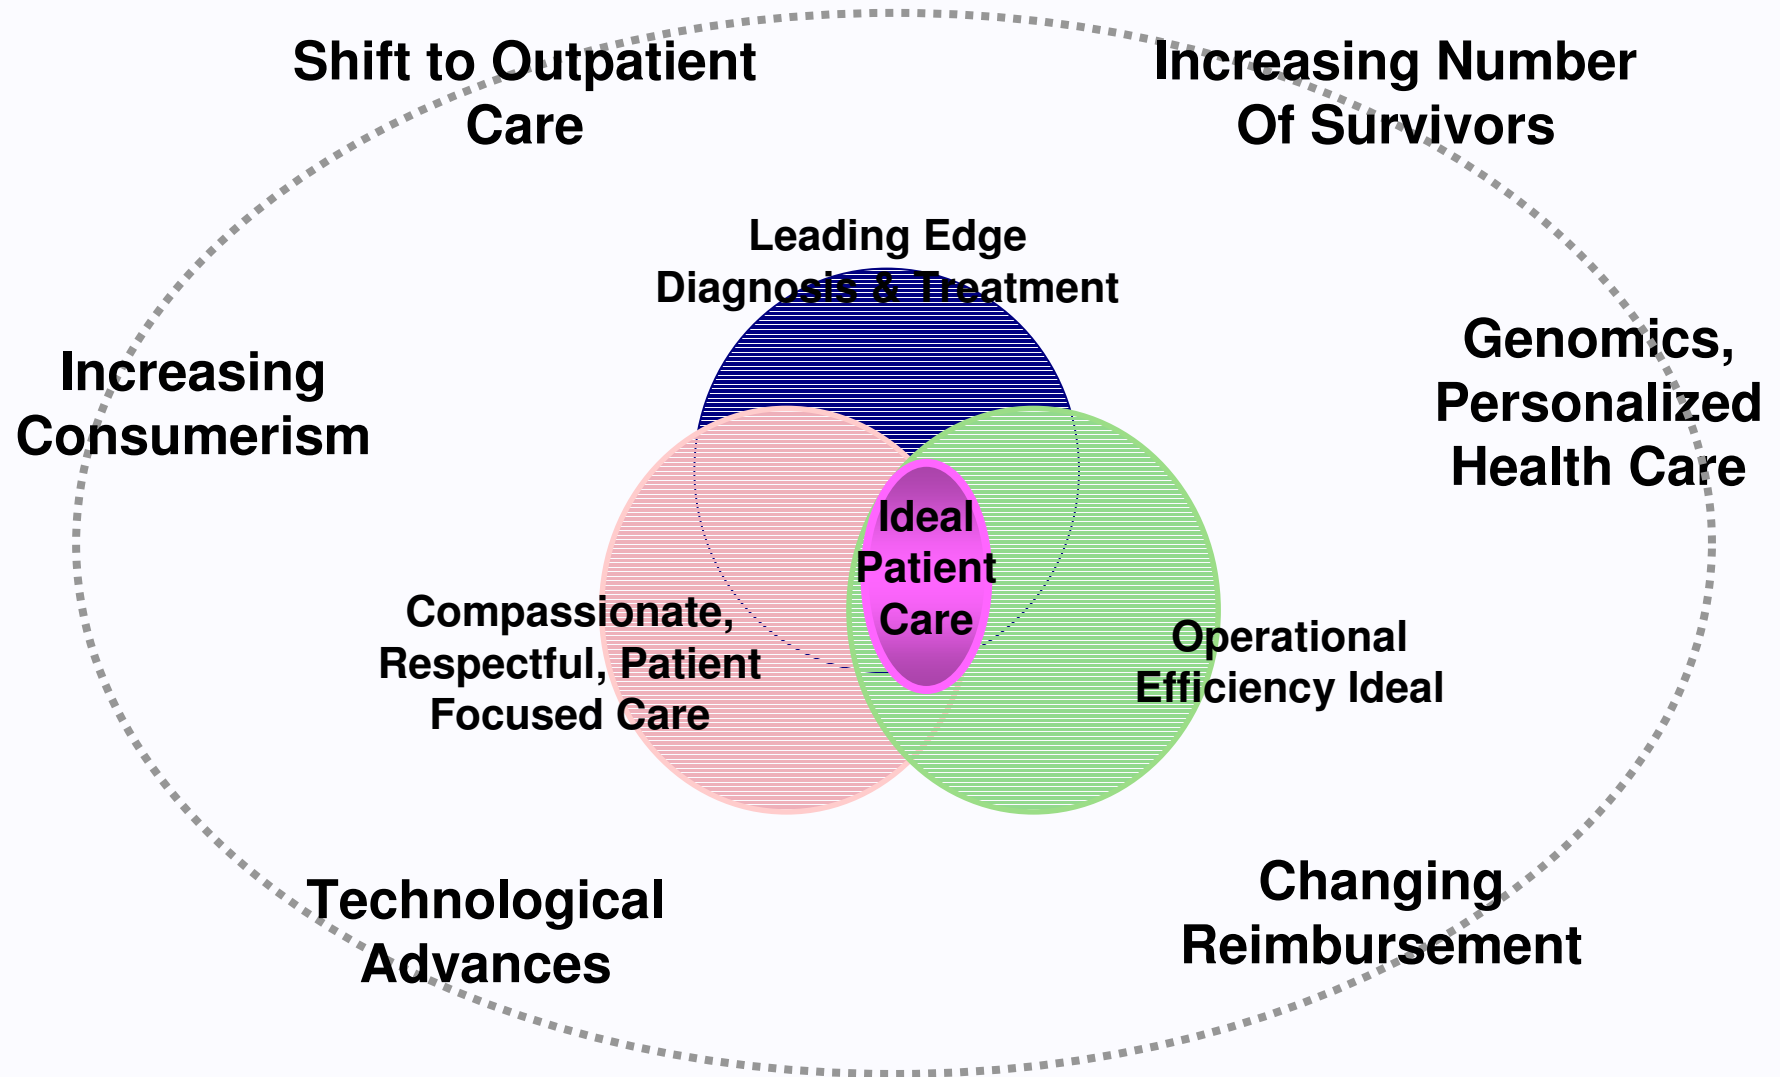 Shift to Outpatient
Care
Increasing Number
Of Survivors
Leading Edge
Diagnosis & Treatment
Increasing
Consumerism
Genomics,
Personalized
Health Care
Ideal
Patient
Care
Compassionate,
Respectful, Patient
Focused Care
Operational
Efficiency Ideal
Technological
Advances
Changing
Reimbursement